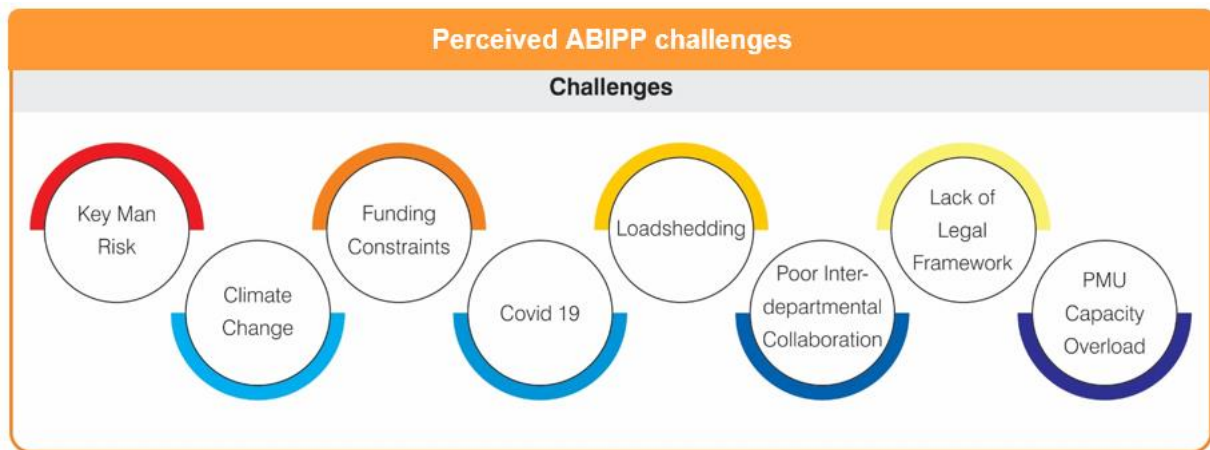 Perceived ABIPP challenges
Challenges
Key Man
Risk
Climate
Change
Funding
Constraints
Covid 19
Loadshedding
Poor Inter-
departmental
Collaboration
Lack of
Legal
Framework
PMU
Capacity
Overload